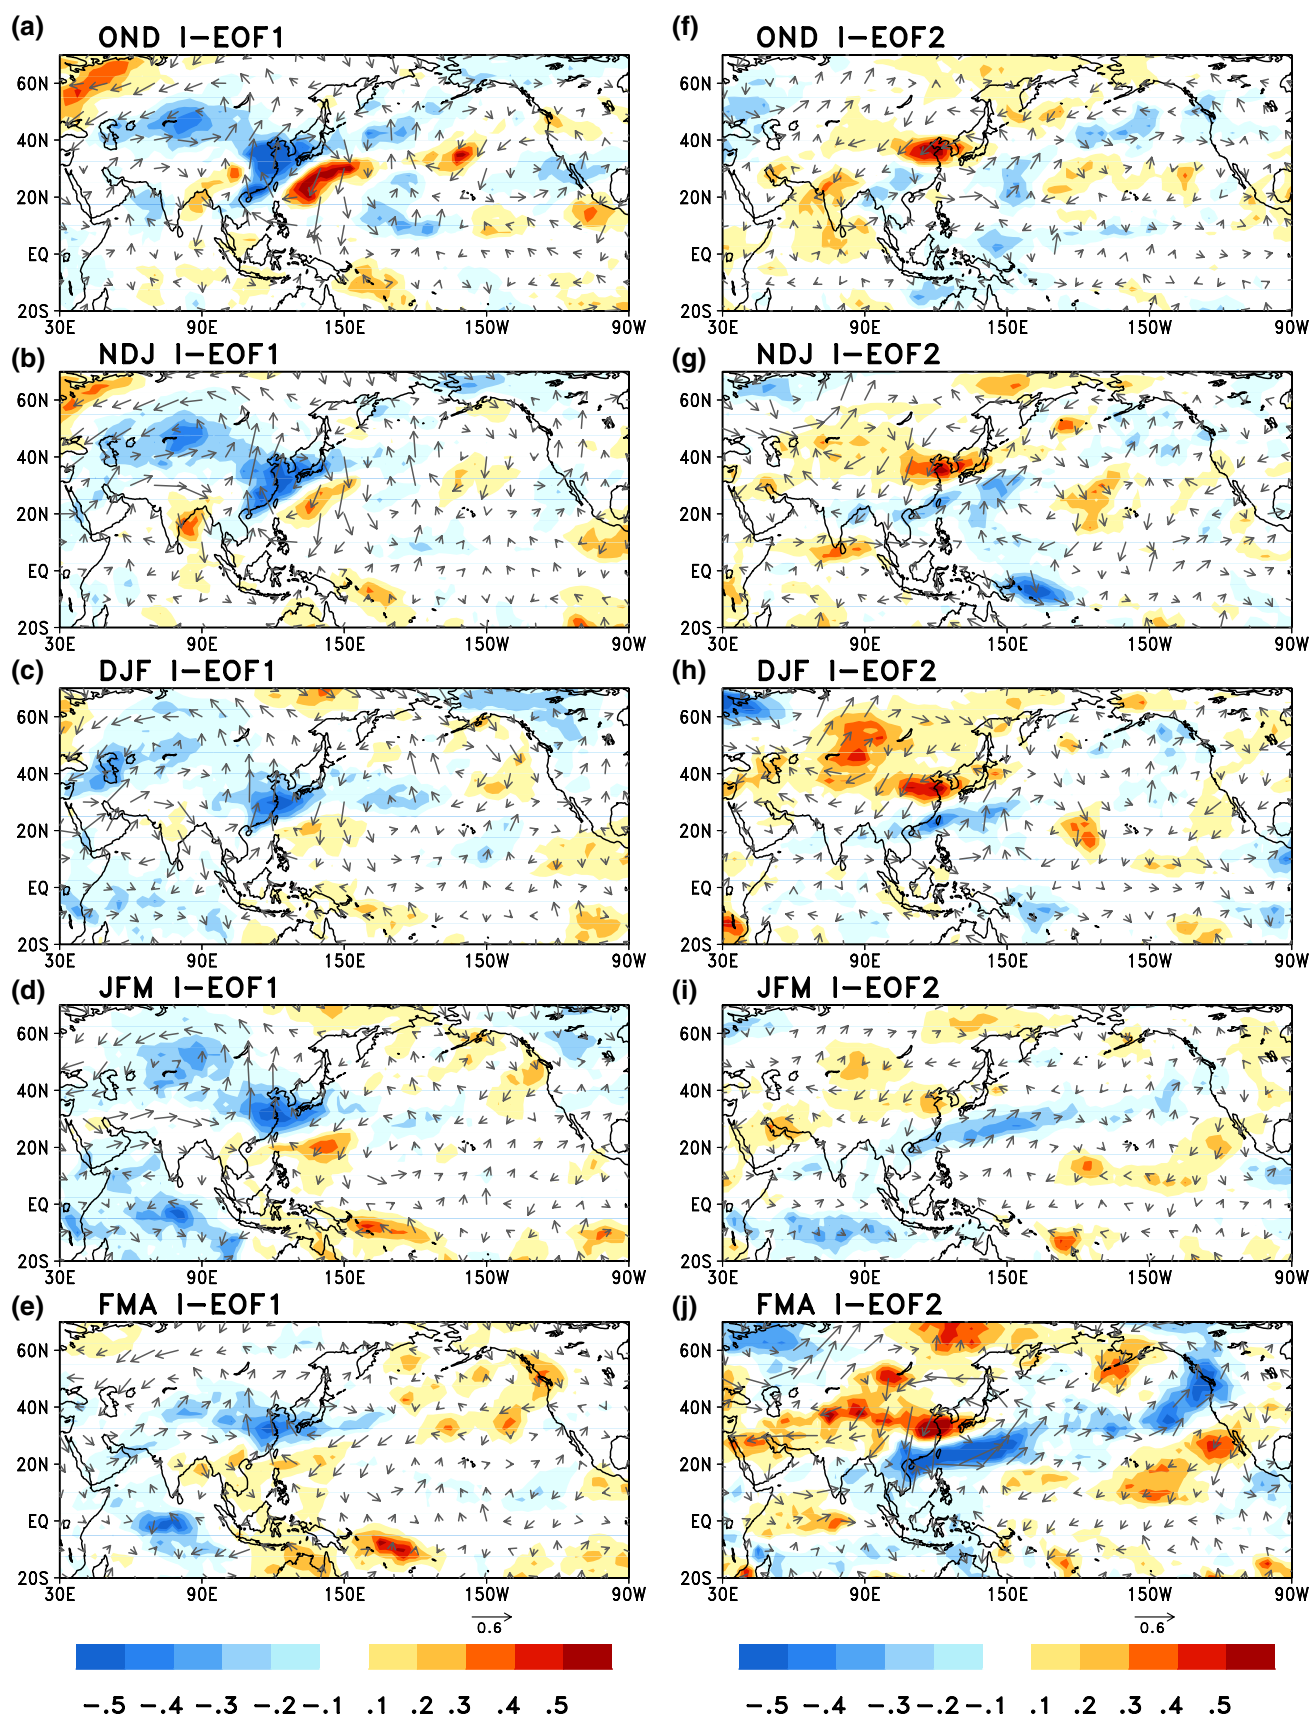 (a) OND I-EOF1
60N
40N
20N
EQ
20S
30E 90E 150E 150W 90W
(f) OND I-EOF2
60N
40N
20N
EQ
20S
30E 90E 150E 150W 90W
(b) NDJ I-EOF1
60N
40N
20N
EQ
20S
30E 90E 150E 150W 90W
(g) NDJ I-EOF2
60N
40N
20N
EQ
20S
30E 90E 150E 150W 90W
(c) DJF I-EOF1
60N
40N
20N
EQ
20S
30E 90E 150E 150W 90W
(h) DJF I-EOF2
60N
40N
20N
EQ
20S
30E 90E 150E 150W 90W
(d) JFM I-EOF1
60N
40N
20N
EQ
20S
30E 90E 150E 150W 90W
(i) JFM I-EOF2
60N
40N
20N
EQ
20S
30E 90E 150E 150W 90W
(e) FMA I-EOF1
60N
40N
20N
EQ
20S
30E 90E 150E 150W 90W
(j) FMA I-EOF2
60N
40N
20N
EQ
20S
30E 90E 150E 150W 90W
0.6
0.6
-.5 -.4 -.3 -.2 -.1 .1 .2 .3 .4 .5
-.5 -.4 -.3 -.2 -.1 .1 .2 .3 .4 .5